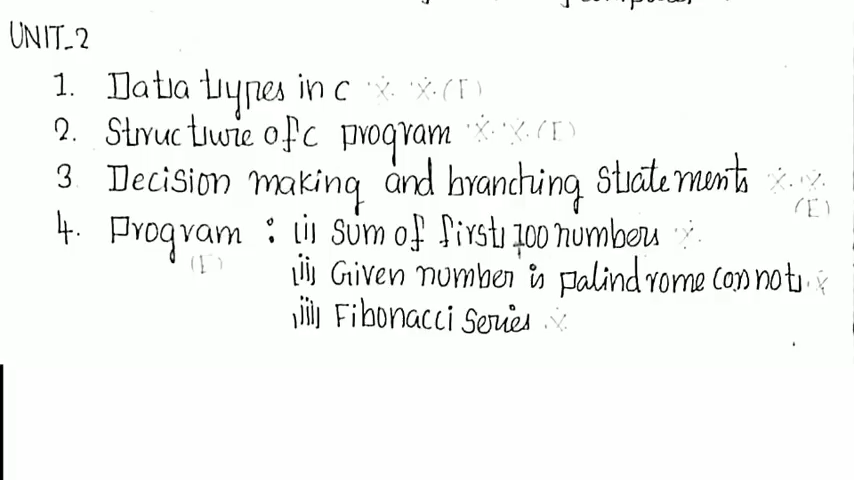 UNIT-2
1. Data types in c ※ ※ (E)
2. Structure of c program ※ ※ (E)
3 Decision making and branching statements ※ ※
(E)
4. Program : (i) Sum of first 100 numbers ※
(E)
(ii) Given number is palindrome (or) not ※
(iii) Fibonacci Series ※